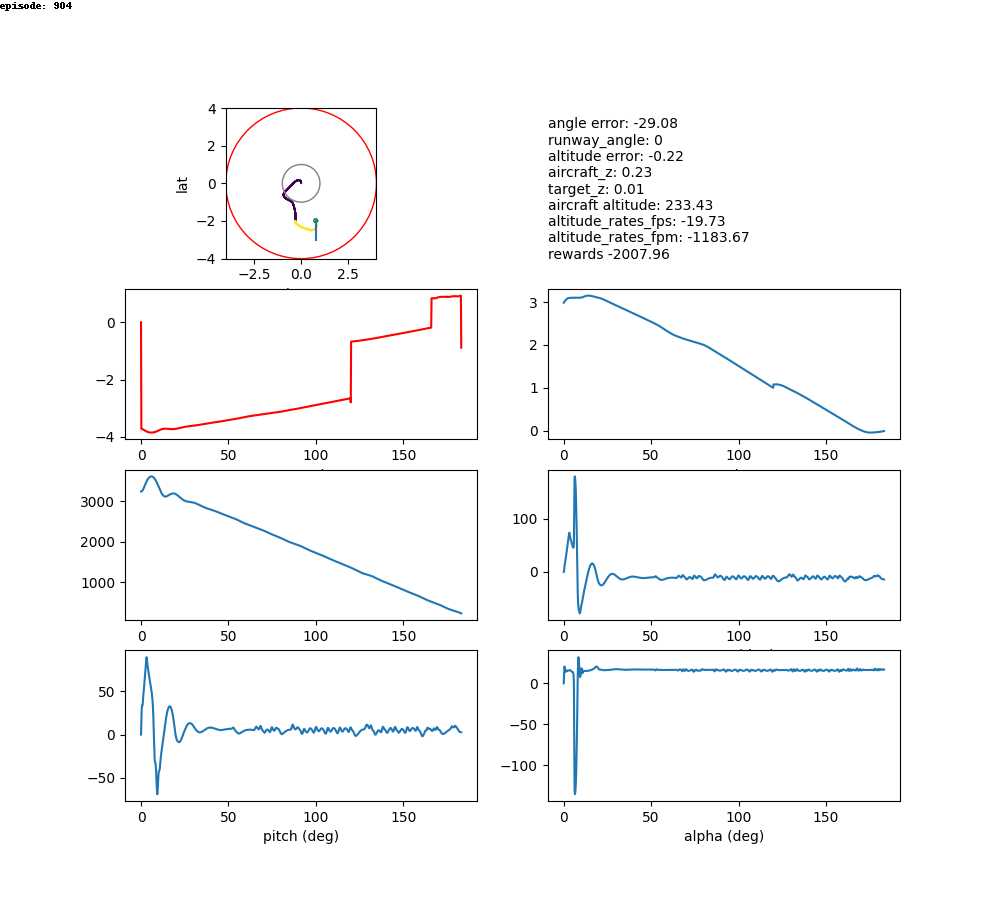 episode: 904
4
2
0
−2
−4
lat
−2.5 0.0 2.5
angle error: -29.08
runway_angle: 0
altitude error: -0.22
aircraft_z: 0.23
target_z: 0.01
aircraft altitude: 233.43
altitude_rates_fps: -19.73
altitude_rates_fpm: -1183.67
rewards -2007.96
0
−2
−4
0 50 100 150
3
2
1
0
0 50 100 150
3000
2000
1000
0 50 100 150
100
0
0 50 100 150
50
0
−50
0 50 100 150
pitch (deg)
0
−50
−100
0 50 100 150
alpha (deg)